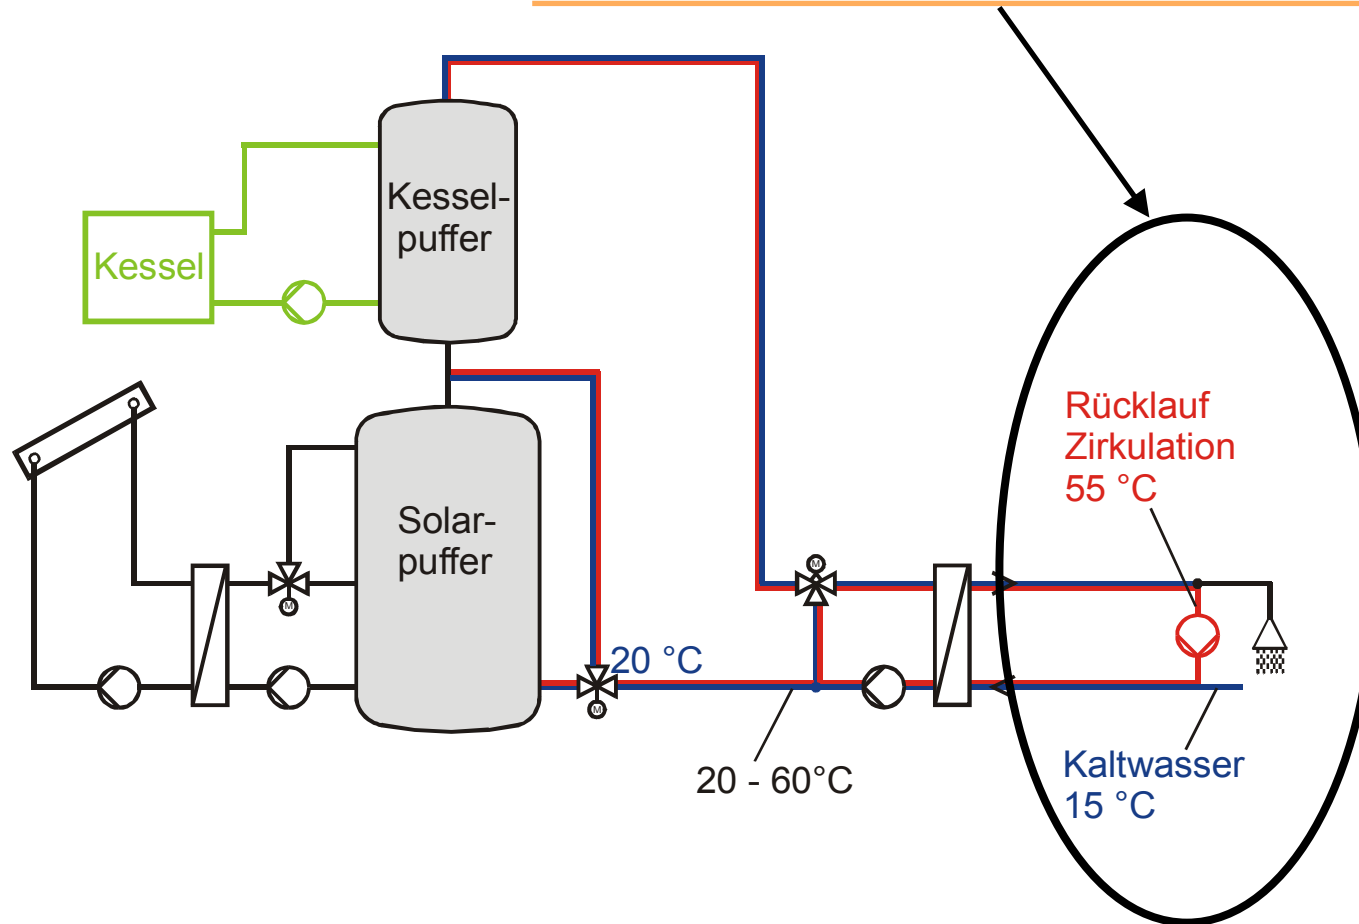 Kessel-
puffer
Kessel
Rücklauf
Zirkulation
55 °C
Solar-
puffer
M
M
20 °C
M
20 - 60°C
Kaltwasser
15 °C